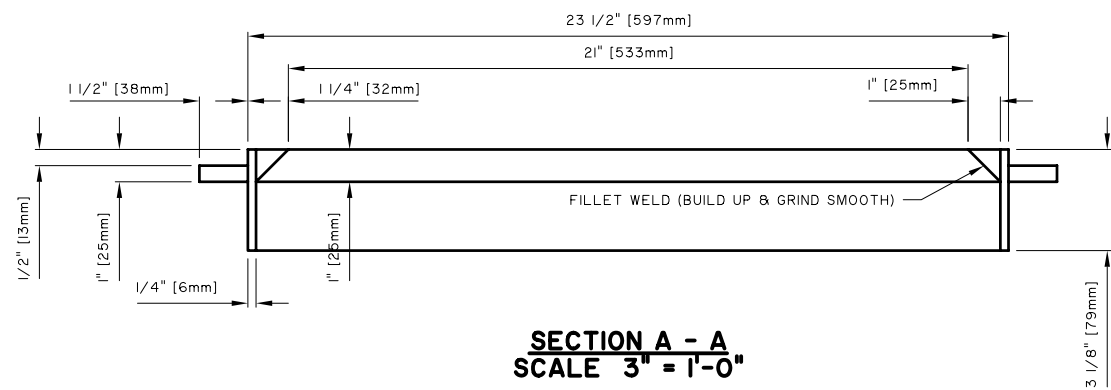 23 1/2" [597mm]
21" [533mm]
1 1/2" [38mm]
1 1/4" [32mm]
1" [25mm]
FILLET WELD (BUILD UP & GRIND SMOOTH)
1/2" [13mm]
1" [25mm]
1" [25mm]
1/4" [6mm]
3 1/8" [79mm]
SECTION A - A
SCALE 3" = 1'-0"